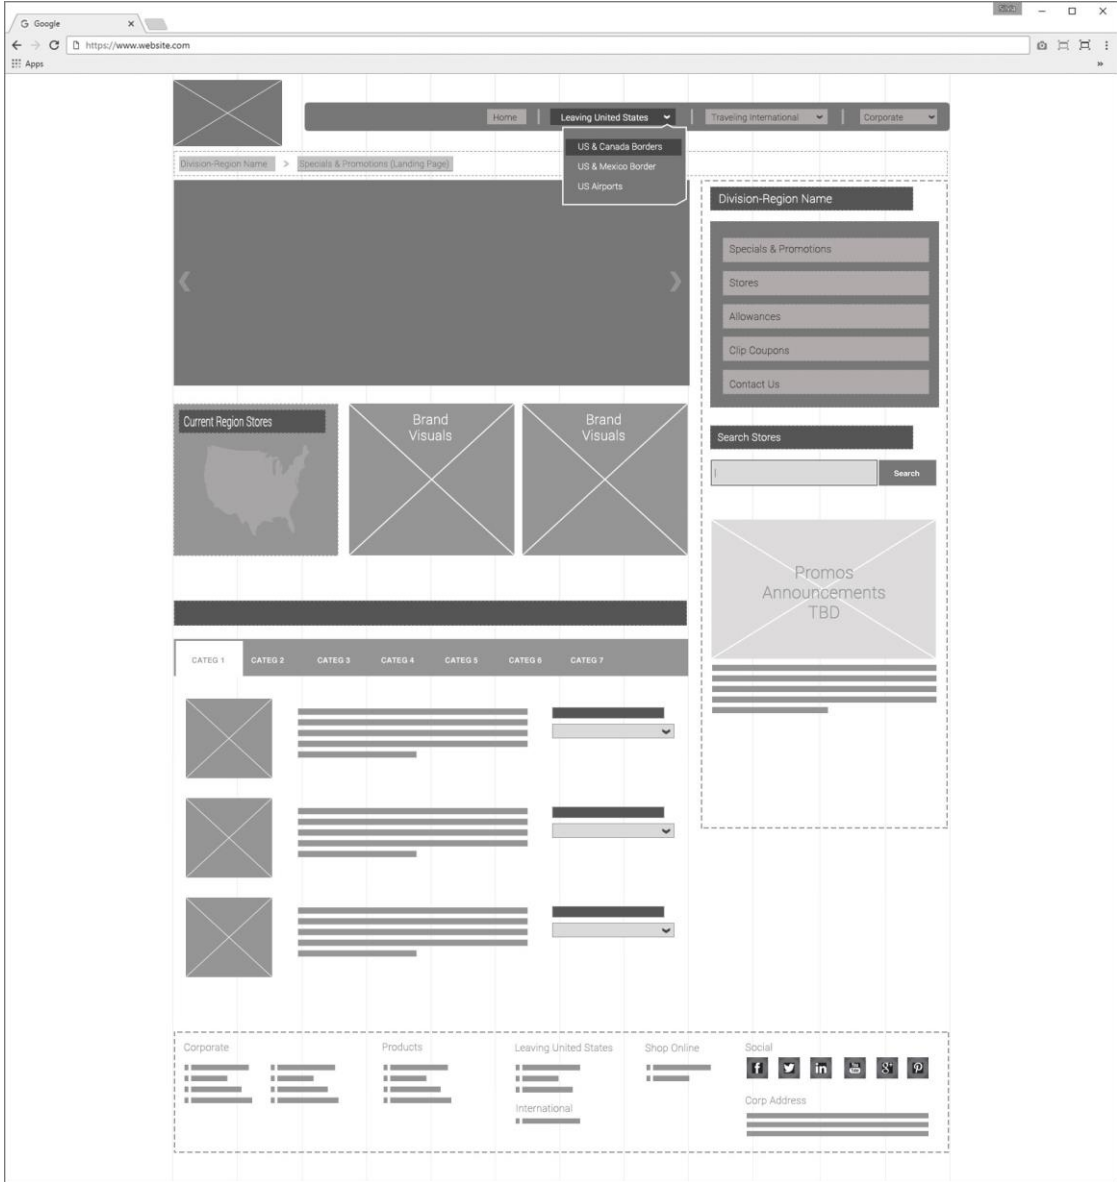 Google
https://www.website.com
Apps
Home
Leaving United States
Traveling International
Corporate
US & Canada Borders
US & Mexico Border
US Airports
Division-Region Name > Specials & Promotions (Landing Page)
Division-Region Name
Specials & Promotions
Stores
Allowances
Clip Coupons
Contact Us
Current Region Stores
Brand
Visuals
Brand
Visuals
Search Stores
Search
Promos
Announcements
TBD
CATEG 1 CATEG 2 CATEG 3 CATEG 4 CATEG 5 CATEG 6 CATEG 7
Corporate
Products
Leaving United States
International
Shop Online
Social
Corp Address